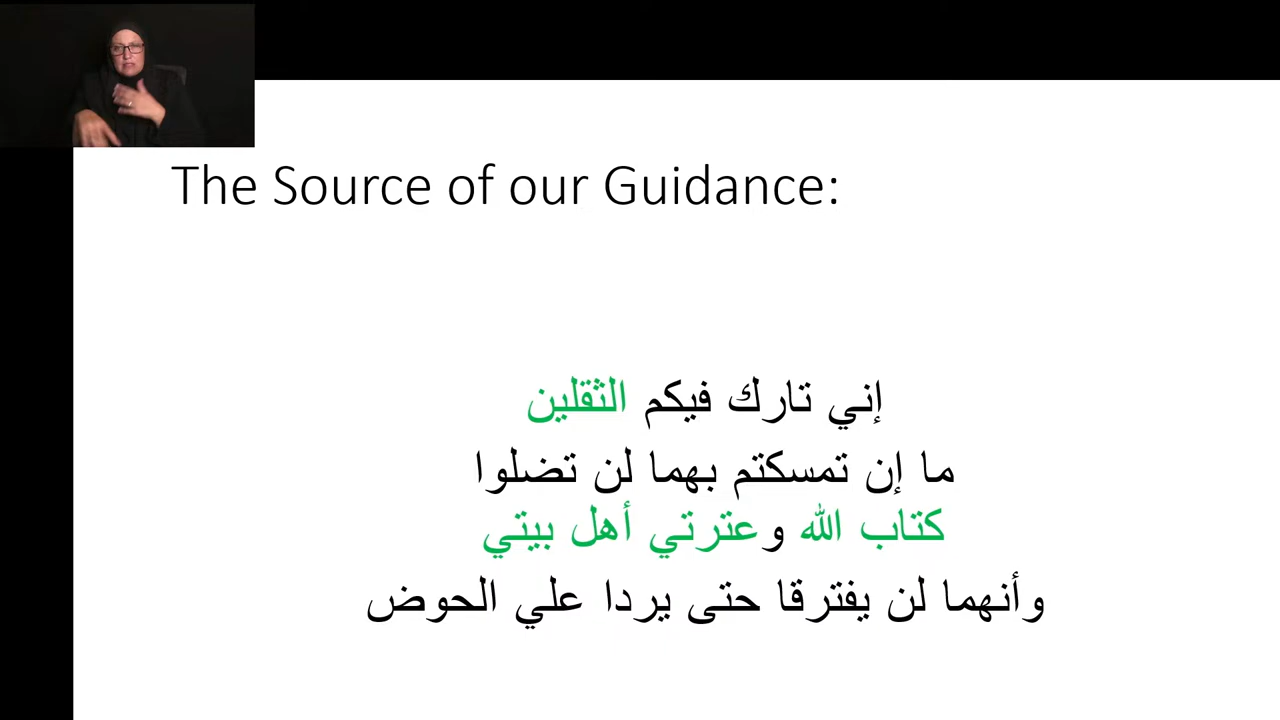 The Source of our Guidance:
إني تارك فيكم الثقلين
ما إن تمسكتم بهما لن تضلوا
كتاب الله وعترتي أهل بيتي
وأنهما لن يفترقا حتى يردا علي الحوض